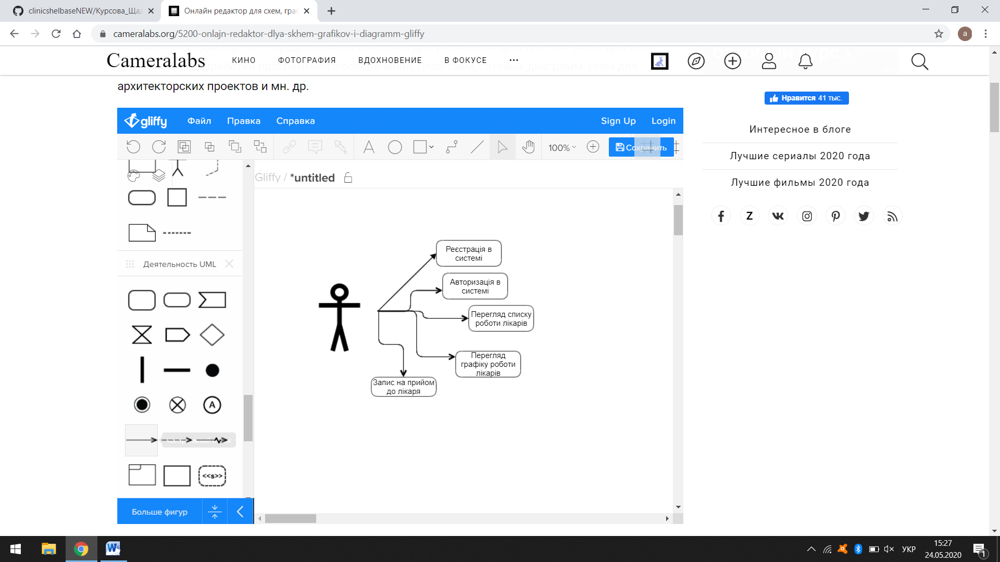 clinicshelbaseNEW/Курсова_Щад
Онлайн редактор для схем, гра
cameralabs.org/5200-onlajn-redaktor-dlya-skhem-grafikov-i-diagramm-gliffy
Cameralabs
КИНО ФОТОГРАФИЯ ВДОХНОВЕНИЕ В ФОКУСЕ ···
архитекторских проектов и мн. др.
Нравится 41 тыс.
gliffy Файл Правка Справка Sign Up Login
Интересное в блоге
A 100% Сохранить
Лучшие сериалы 2020 года
Gliffy / *untitled
Лучшие фильмы 2020 года
Z
Деятельность UML
Реєстрація в
системі
Авторизація в
системі
Перегляд списку
роботи лікарів
Перегляд
графіку роботи
лікарів
Запис на прийом
до лікаря
A
<<s>>
Больше фигур
УКР
15:27
24.05.2020
1